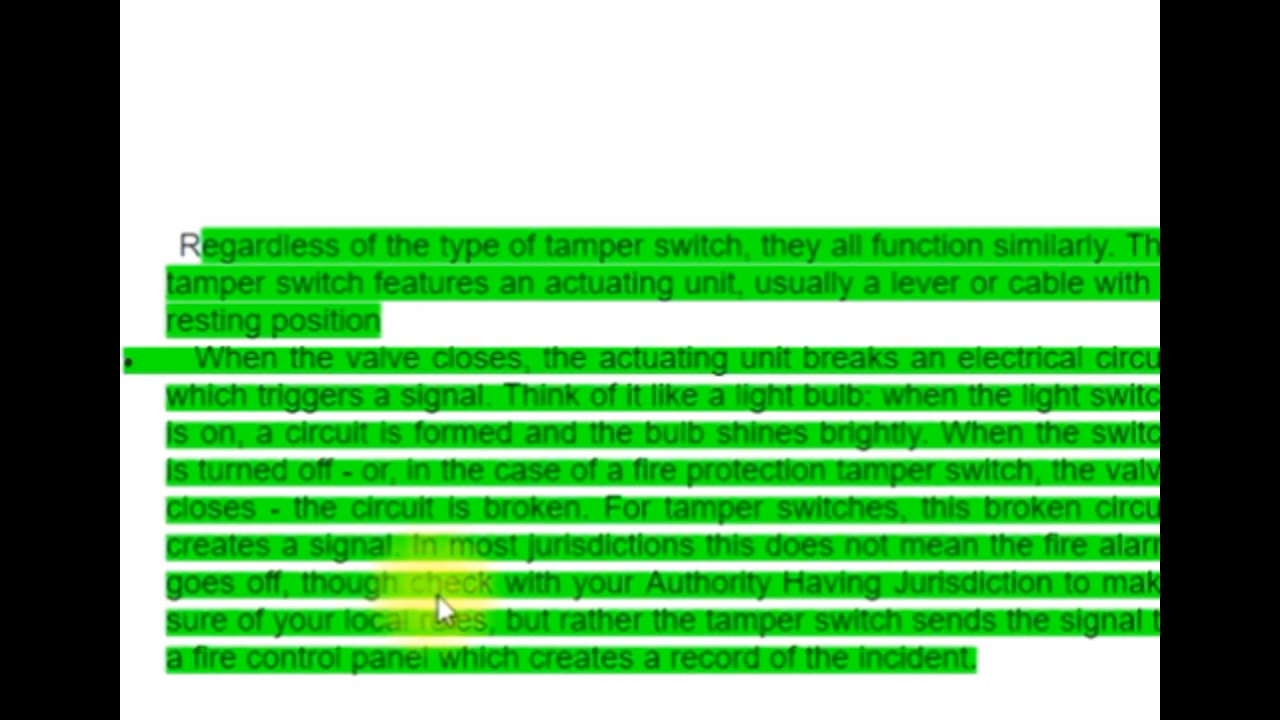 Regardless of the type of tamper switch, they all function similarly. Th
tamper switch features an actuating unit, usually a lever or cable with
resting position
• When the valve closes, the actuating unit breaks an electrical circu
which triggers a signal. Think of it like a light bulb: when the light switc
is on, a circuit is formed and the bulb shines brightly. When the switc
is turned off - or, in the case of a fire protection tamper switch, the valv
closes - the circuit is broken. For tamper switches, this broken circu
creates a signal. In most jurisdictions this does not mean the fire alar
goes off, though check with your Authority Having Jurisdiction to mak
sure of your local rules, but rather the tamper switch sends the signal t
a fire control panel which creates a record of the incident.